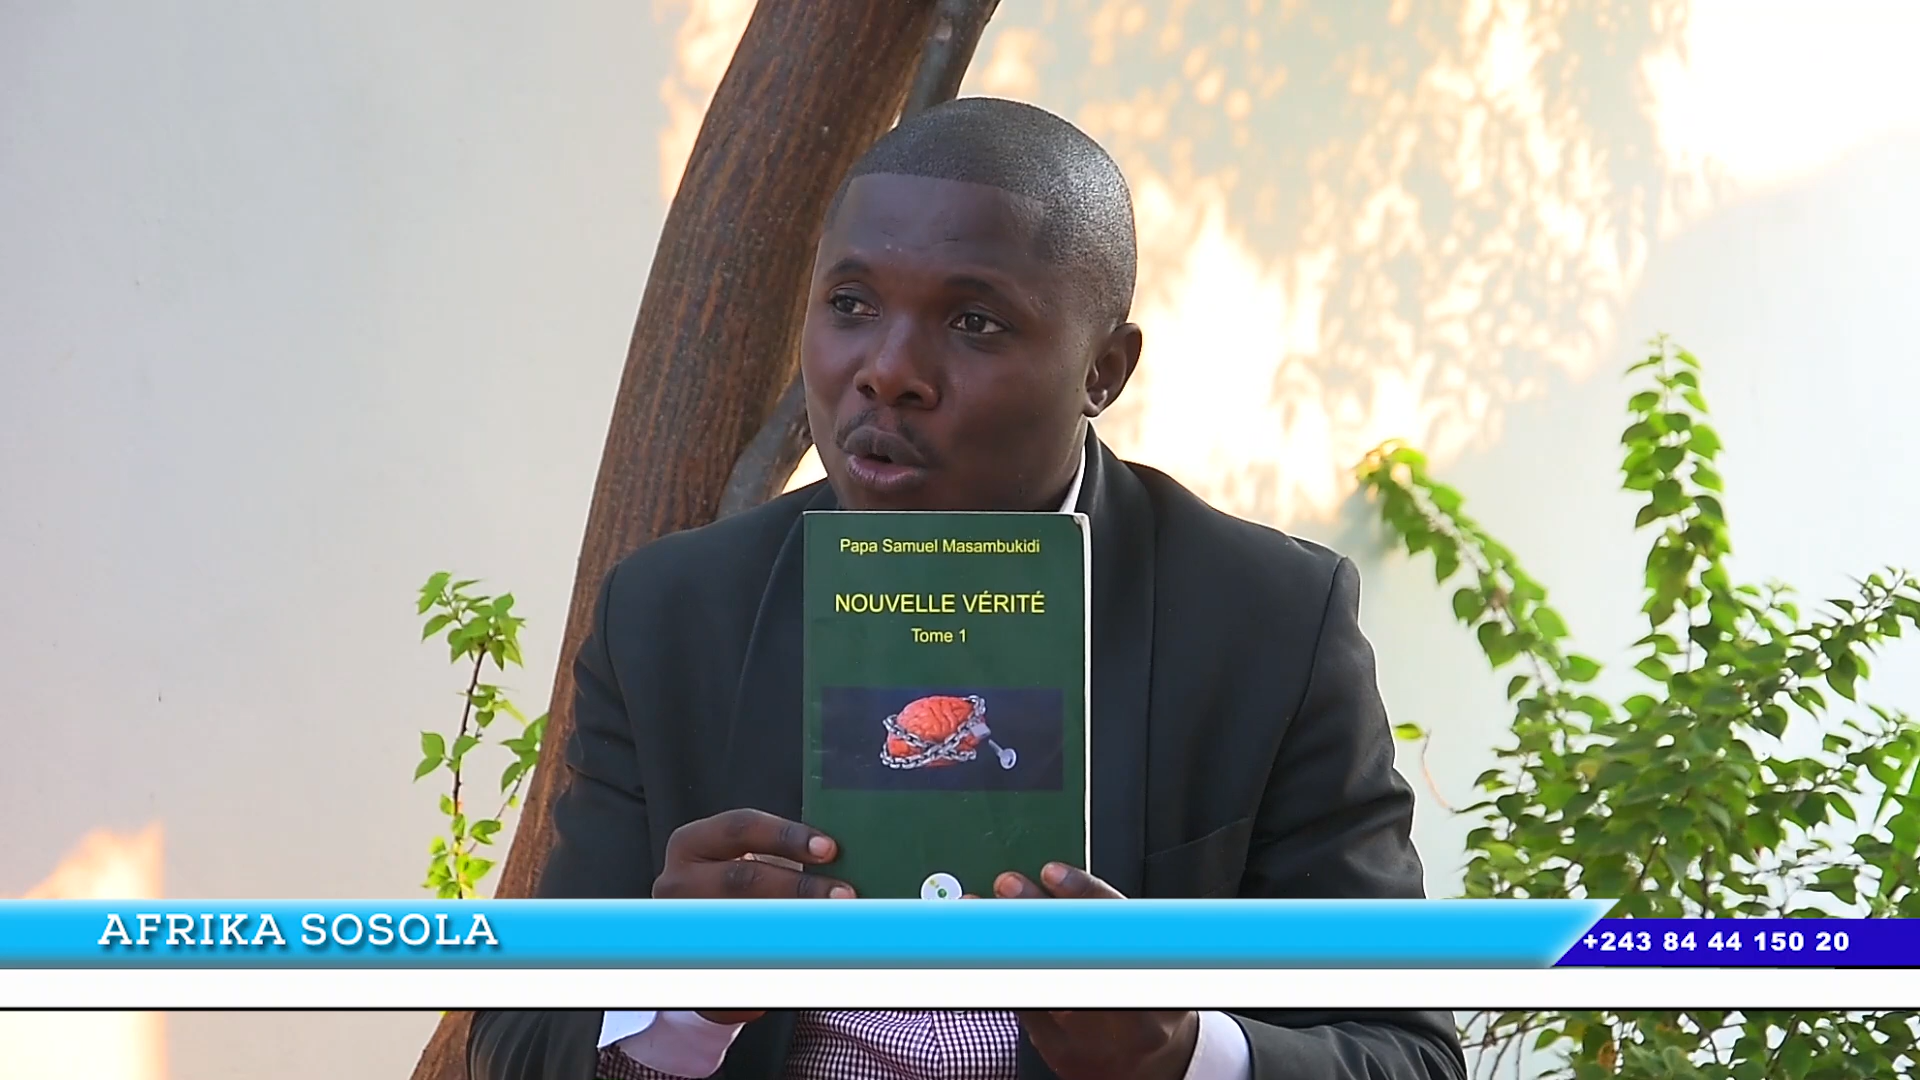 Papa Samuel Masambukidi
NOUVELLE VÉRITÉ
Tome 1
AFRIKA SOSOLA
+243 84 44 150 20